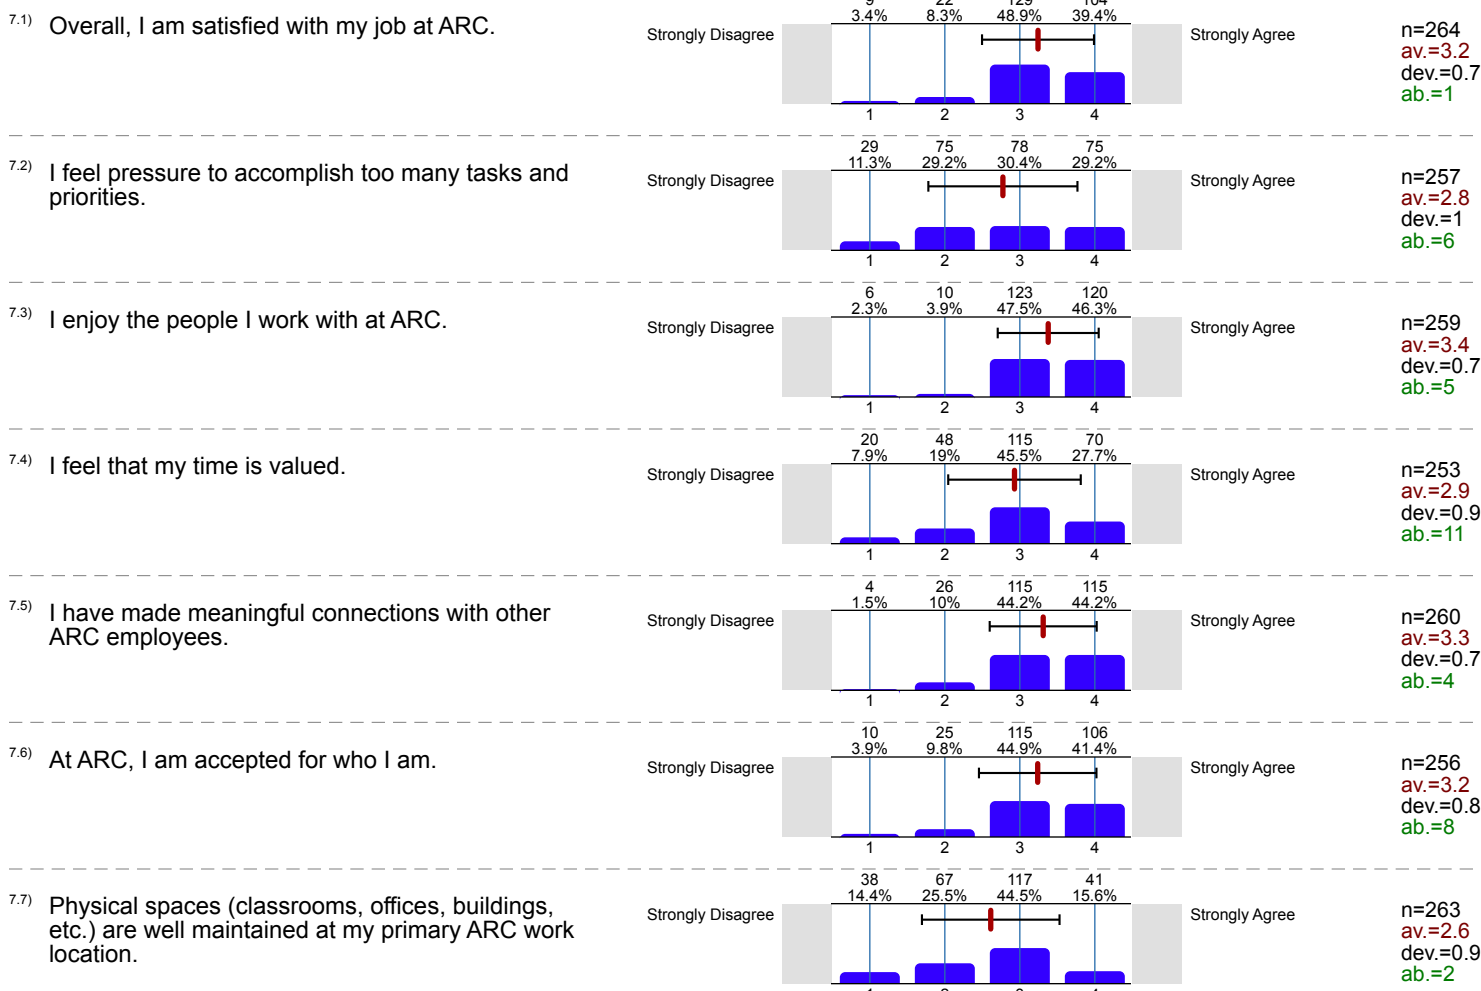 9 22 129 104
3.4% 8.3% 48.9% 39.4%
7.1) Overall, I am satisfied with my job at ARC.
Strongly Disagree
Strongly Agree
n=264
av.=3.2
dev.=0.7
ab.=1
1 2 3 4
29 75 78 75
11.3% 29.2% 30.4% 29.2%
7.2) I feel pressure to accomplish too many tasks and
priorities.
Strongly Disagree
Strongly Agree
n=257
av.=2.8
dev.=1
ab.=6
1 2 3 4
6 10 123 120
2.3% 3.9% 47.5% 46.3%
7.3) I enjoy the people I work with at ARC.
Strongly Disagree
Strongly Agree
n=259
av.=3.4
dev.=0.7
ab.=5
1 2 3 4
20 48 115 70
7.9% 19% 45.5% 27.7%
7.4) I feel that my time is valued.
Strongly Disagree
Strongly Agree
n=253
av.=2.9
dev.=0.9
ab.=11
1 2 3 4
4 26 115 115
1.5% 10% 44.2% 44.2%
7.5) I have made meaningful connections with other
ARC employees.
Strongly Disagree
Strongly Agree
n=260
av.=3.3
dev.=0.7
ab.=4
1 2 3 4
10 25 115 106
3.9% 9.8% 44.9% 41.4%
7.6) At ARC, I am accepted for who I am.
Strongly Disagree
Strongly Agree
n=256
av.=3.2
dev.=0.8
ab.=8
1 2 3 4
38 67 117 41
14.4% 25.5% 44.5% 15.6%
7.7) Physical spaces (classrooms, offices, buildings,
etc.) are well maintained at my primary ARC work
location.
Strongly Disagree
Strongly Agree
n=263
av.=2.6
dev.=0.9
ab.=2